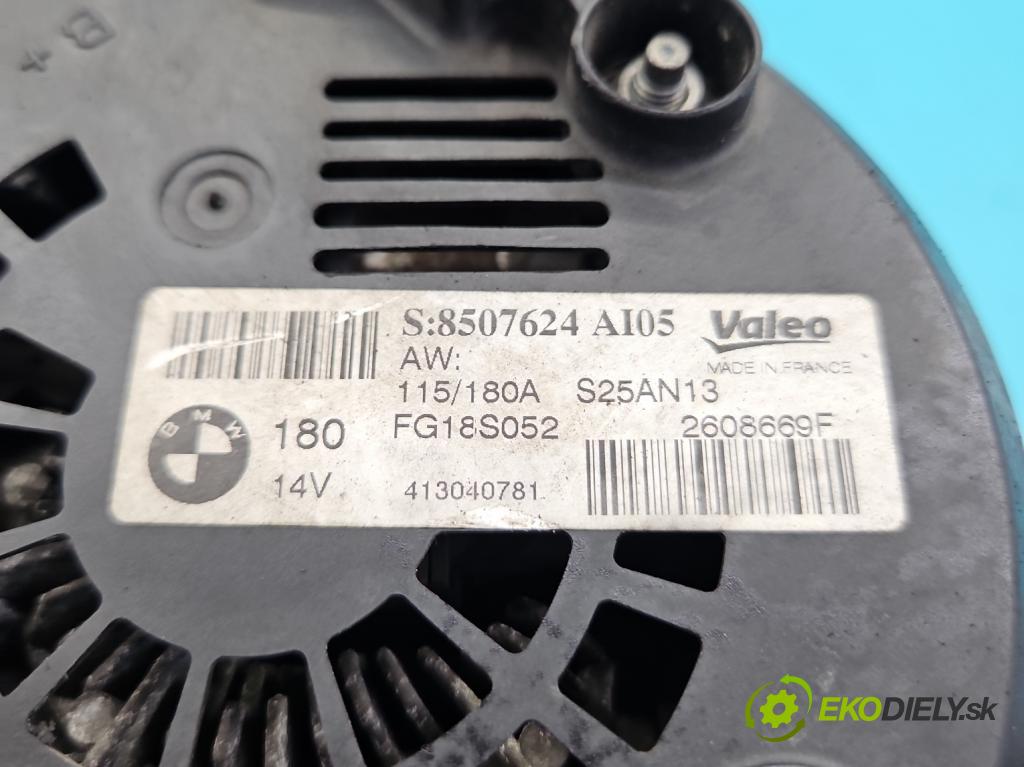 B+
S:8507624 AI05
Valeo
AW:
MADE IN FRANCE
115/180A S25AN13
BMW
180
FG18S052
2608669F
14V
413040781
EKODIELY.sk